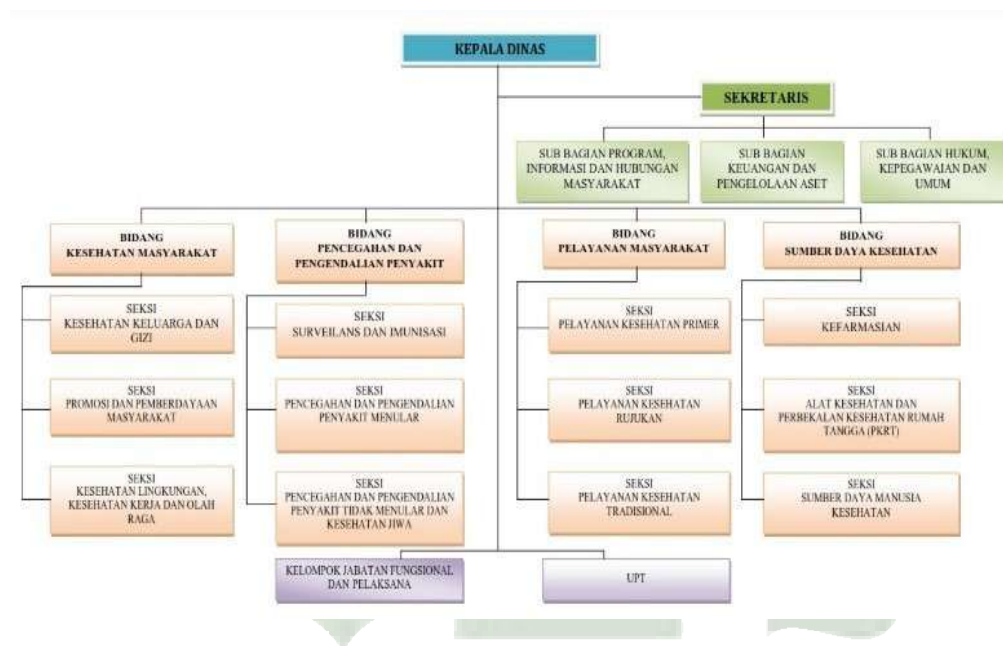 KEPALA DINAS
SEKRETARIS
SUB BAGIAN PROGRAM,
INFORMASI DAN HUBUNGAN
MASYARAKAT
SUB BAGIAN
KEUANGAN DAN
PENGELOLAAN ASET
SUB BAGIAN HUKUM,
KEPEGAWAIAN DAN
UMUM
BIDANG
KESEHATAN MASYARAKAT
BIDANG
PENCEGAHAN DAN
PENGENDALIAN PENYAKIT
BIDANG
PELAYANAN MASYARAKAT
BIDANG
SUMBER DAYA KESEHATAN
SEKSI
KESEHATAN KELUARGA DAN
GIZI
SEKSI
SURVEILANS DAN IMUNISASI
SEKSI
PELAYANAN KESEHATAN PRIMER
SEKSI
KEFARMASIAN
SEKSI
PROMOSI DAN PEMBERDAYAAN
MASYARAKAT
SEKSI
PENCEGAHAN DAN PENGENDALIAN
PENYAKIT MENULAR
SEKSI
PELAYANAN KESEHATAN
RUJUKAN
SEKSI
ALAT KESEHATAN DAN
PERBEKALAN KESEHATAN RUMAH
TANGGA (PKRT)
SEKSI
KESEHATAN LINGKUNGAN,
KESEHATAN KERJA DAN OLAH
RAGA
SEKSI
PENCEGAHAN DAN PENGENDALIAN
PENYAKIT TIDAK MENULAR DAN
KESEHATAN JIWA
SEKSI
PELAYANAN KESEHATAN
TRADISIONAL
SEKSI
SUMBER DAYA MANUSIA
KESEHATAN
KELOMPOK JABATAN FUNGSIONAL
DAN PELAKSANA
UPT